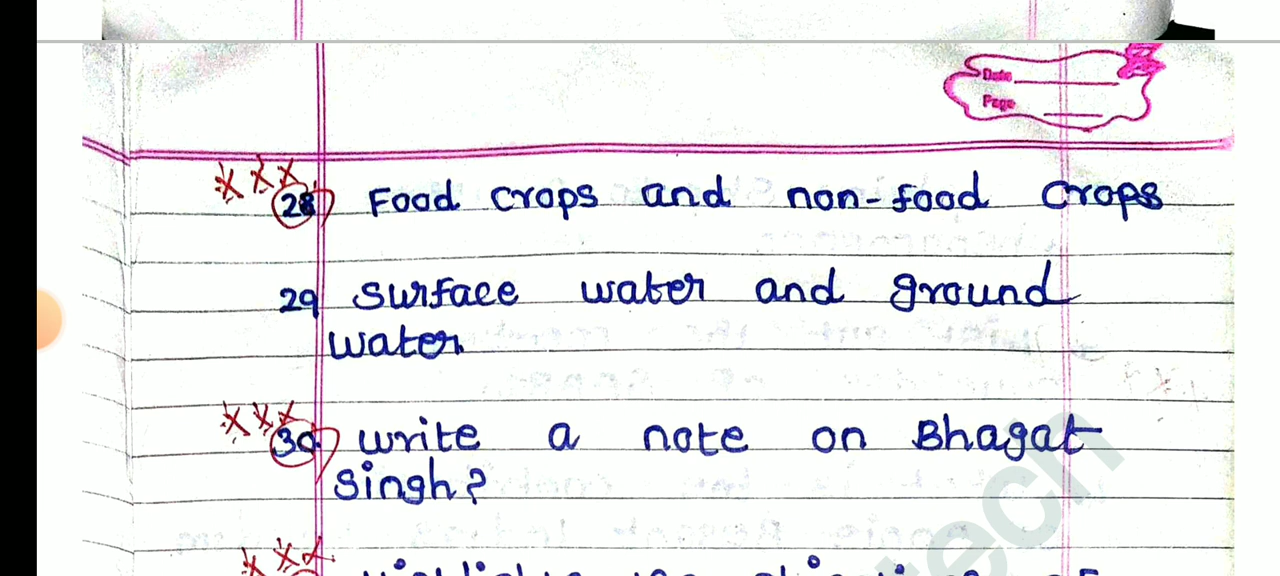 Date
Page
28 Food crops and non-food crops
29 surface water and ground
water.
30. write a note on Bhagat
singh?
tech